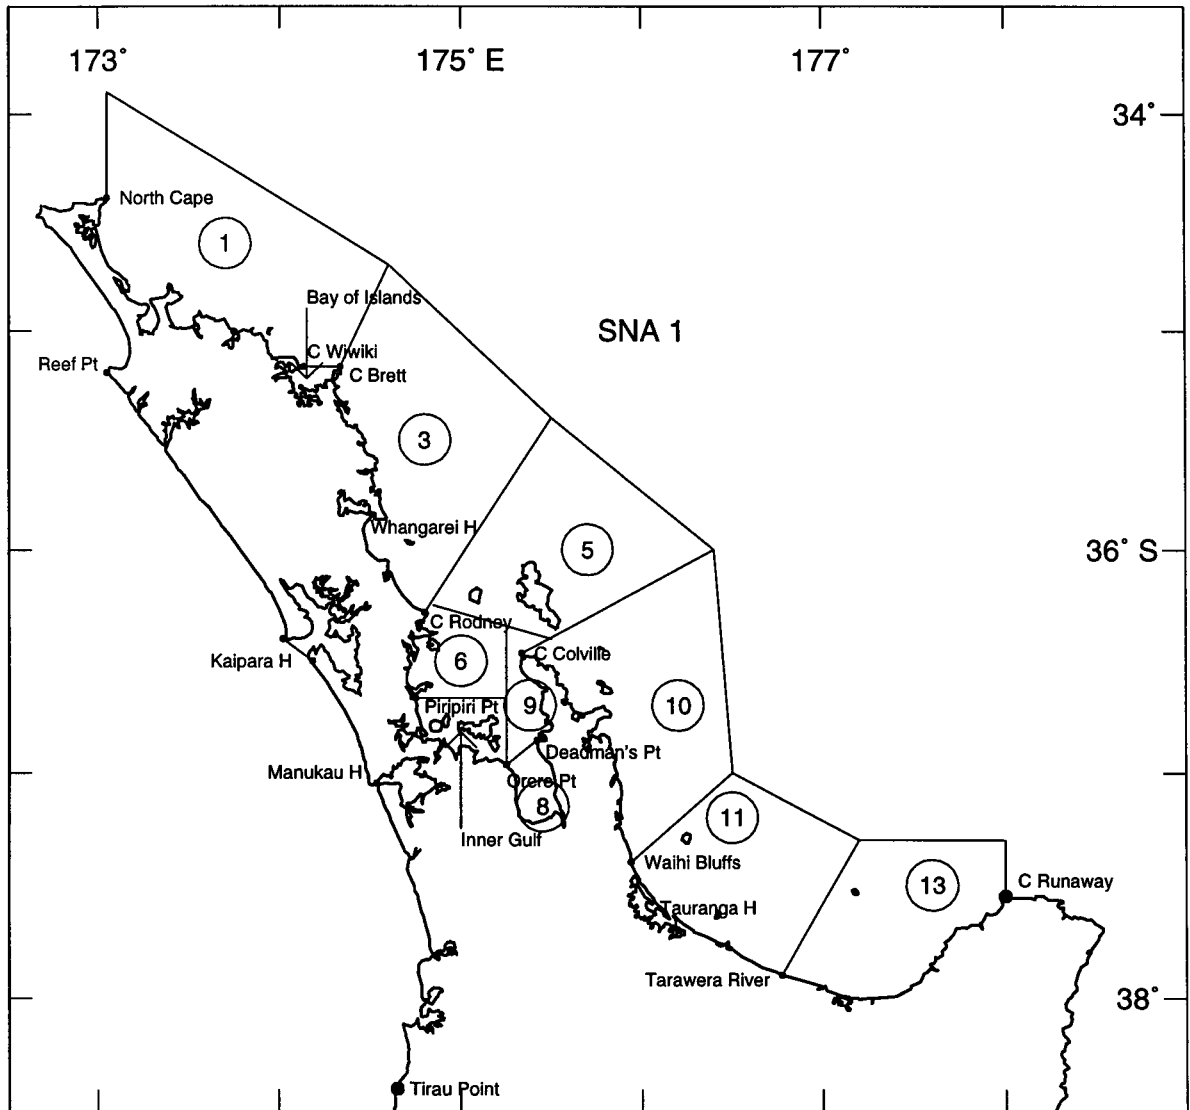 173° 175° E 177°
34°
North Cape
1
Bay of Islands
SNA 1
C Wiwiki
Reef Pt
C Brett
3
Whangarei H
5
36° S
C Rodney
C Colville
6
Kaipara H
Piripiri Pt
9
10
Deadman's Pt
Manukau H
Orere Pt
8
11
Inner Gulf
Waihi Bluffs
13
C Runaway
Tauranga H
Tarawera River
38°
Tirau Point